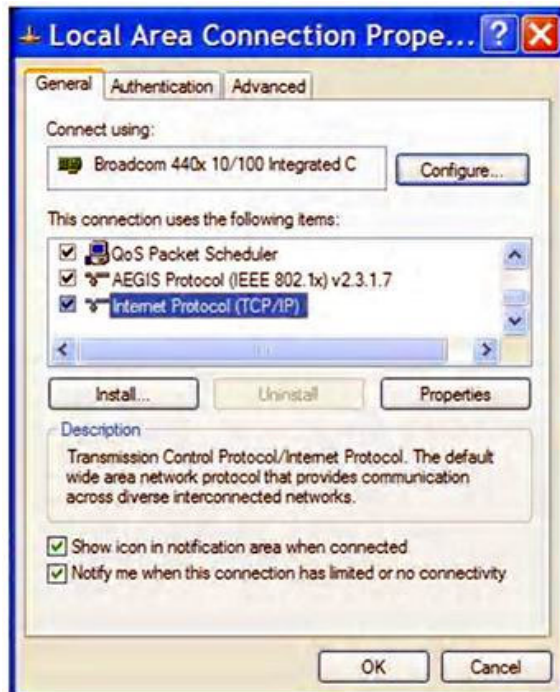 Local Area Connection Prope... ?
General Authentication Advanced
Connect using:
Broadcom 440x 10/100 Integrated C
Configure...
This connection uses the following items:
QoS Packet Scheduler
AEGIS Protocol (IEEE 802.1x) v2.3.1.7
Internet Protocol (TCP/IP)
Install... Uninstall Properties
Description
Transmission Control Protocol/Internet Protocol. The default
wide area network protocol that provides communication
across diverse interconnected networks.
Show icon in notification area when connected
Notify me when this connection has limited or no connectivity
OK Cancel